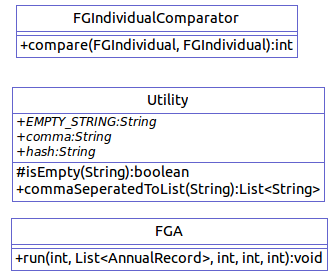 FGIndividualComparator
+compare(FGIndividual, FGIndividual):int
Utility
+EMPTY_STRING:String
+comma:String
+hash:String
#isEmpty(String):boolean
+commaSeperatedToList(String):List<String>
FGA
+run(int, List<AnnualRecord>, int, int, int):void